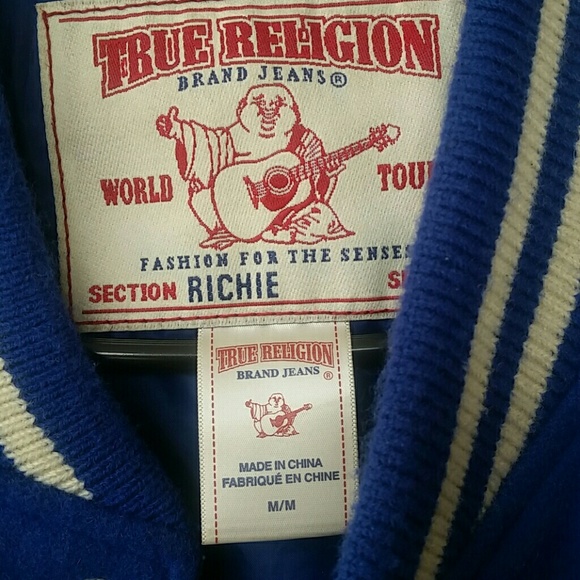 TRUE RELIGION
BRAND JEANS®
WORLD TOU
FASHION FOR THE SENSES
SECTION RICHIE S
TRUE RELIGION
BRAND JEANS ®
MADE IN CHINA
FABRIQUÉ EN CHINE
M/M